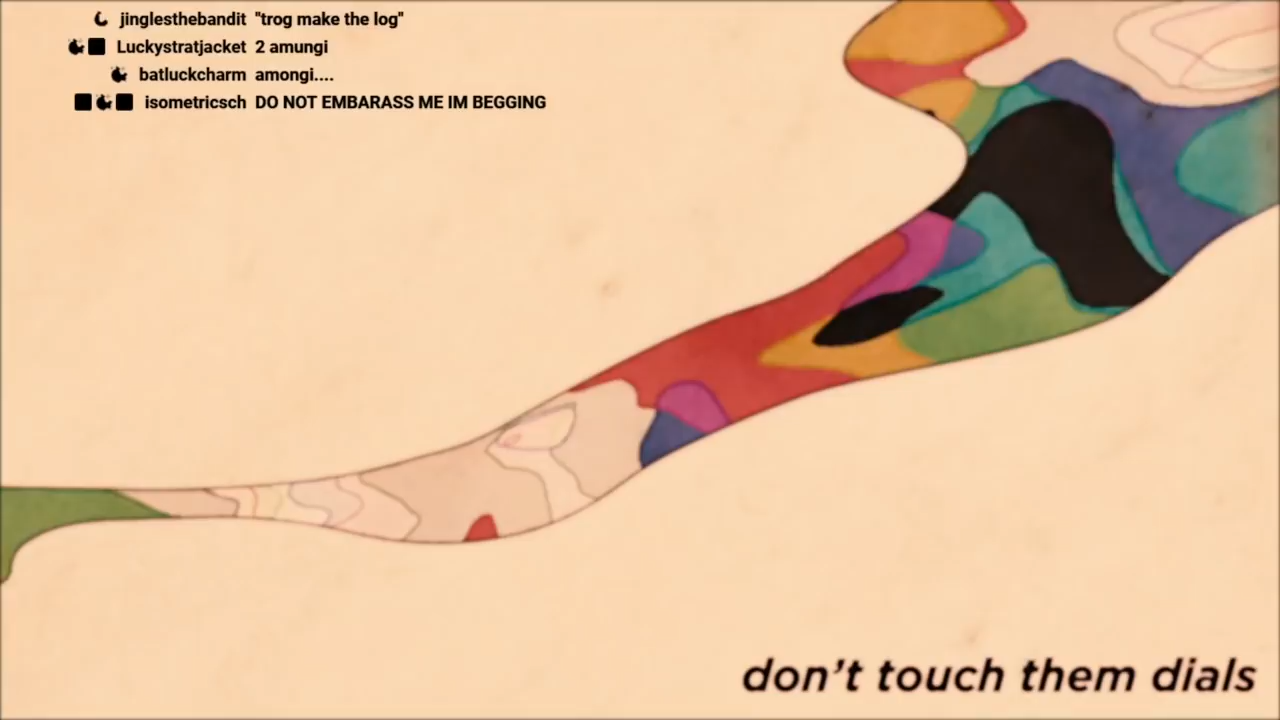 jinglesthebandit "trog make the log"
Luckystratjacket 2 amungi
batluckcharm amongi....
isometricsch DO NOT EMBARASS ME IM BEGGING
don't touch them dials